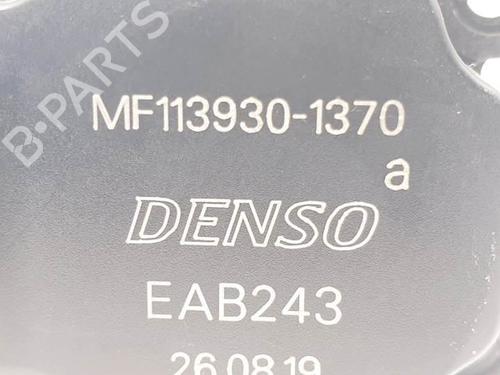 B-PARTS
MF113930-1370
a
DENSO
EAB243
26.08.19